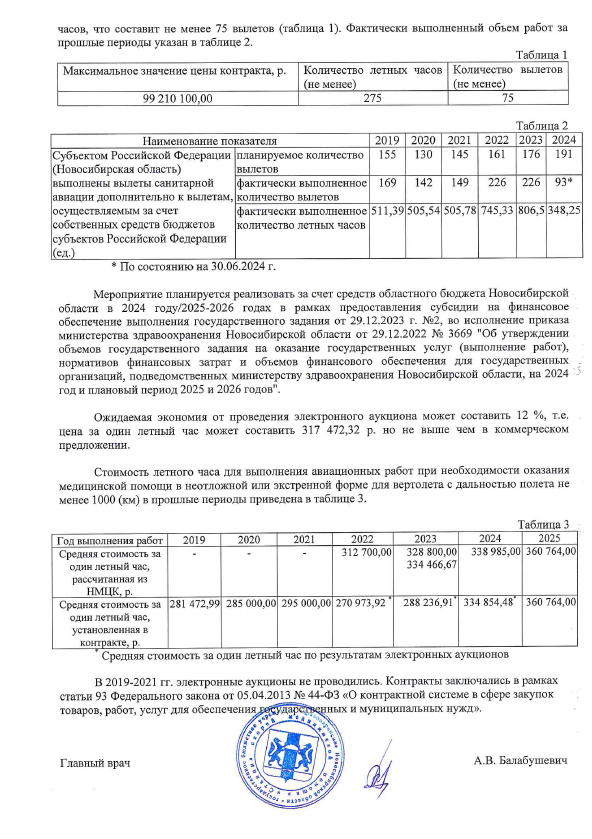 часов, что составит не менее 75 вылетов (таблица 1). Фактически выполненный объем работ за
прошлые периоды указан в таблице 2.
Таблица 1
Максимальное значение цены контракта, р. Количество летных часов (не менее) Количество вылетов (не менее)
99 210 100,00 275 75
Таблица 2
Наименование показателя 2019 2020 2021 2022 2023 2024
Субъектом Российской Федерации
(Новосибирская область)
выполнены вылеты санитарной
авиации дополнительно к вылетам,
осуществляемым за счет
собственных средств бюджетов
субъектов Российской Федерации
(ед.)
планируемое количество
вылетов
155 130 145 161 176 191
фактически выполненное
количество вылетов
169 142 149 226 226 93*
фактически выполненное
количество летных часов
511,39 505,54 505,78 745,33 806,5 348,25
* По состоянию на 30.06.2024 г.
Мероприятие планируется реализовать за счет средств областного бюджета Новосибирской
области в 2024 году/2025-2026 годах в рамках предоставления субсидии на финансовое
обеспечение выполнения государственного задания от 29.12.2023 г. №2, во исполнение приказа
министерства здравоохранения Новосибирской области от 29.12.2022 № 3669 "Об утверждении
объемов государственного задания на оказание государственных услуг (выполнение работ),
нормативов финансовых затрат и объемов финансового обеспечения для государственных
организаций, подведомственных министерству здравоохранения Новосибирской области, на 2024
год и плановый период 2025 и 2026 годов".
Ожидаемая экономия от проведения электронного аукциона может составить 12 %, т.е.
цена за один летный час может составить 317 472,32 р. но не выше чем в коммерческом
предложении.
Стоимость летного часа для выполнения авиационных работ при необходимости оказания
медицинской помощи в неотложной или экстренной форме для вертолета с дальностью полета не
менее 1000 (км) в прошлые периоды приведена в таблице 3.
Таблица 3
Год выполнения работ 2019 2020 2021 2022 2023 2024 2025
Средняя стоимость за
один летный час,
рассчитанная из
НМЦК, р.
- - - 312 700,00 328 800,00 338 985,00 360 764,00
334 466,67
Средняя стоимость за
один летный час,
установленная в
контракте, р.
281 472,99 285 000,00 295 000,00 270 973,92 * 288 236,91* 334 854,48* 360 764,00
* Средняя стоимость за один летный час по результатам электронных аукционов
В 2019-2021 гг. электронные аукционы не проводились. Контракты заключались в рамках
статьи 93 Федерального закона от 05.04.2013 № 44-ФЗ «О контрактной системе в сфере закупок
товаров, работ, услуг для обеспечения государственных и муниципальных нужд».
Главный врач
А.В. Балабушевич